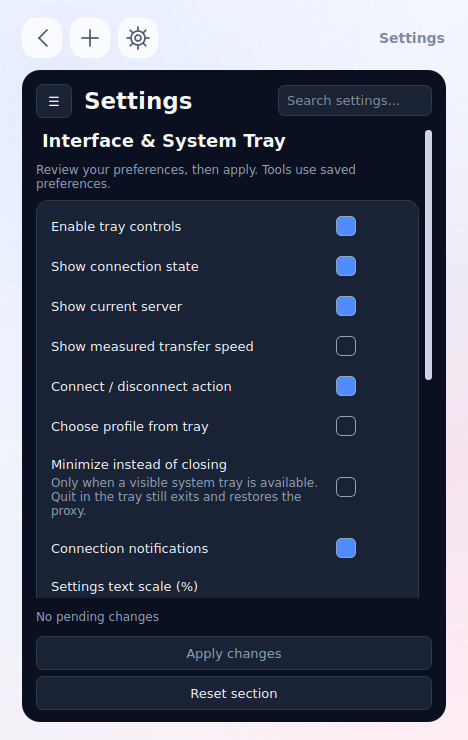 Settings
☰ Settings Search settings...
Interface & System Tray
Review your preferences, then apply. Tools use saved
preferences.
Enable tray controls
Show connection state
Show current server
Show measured transfer speed
Connect / disconnect action
Choose profile from tray
Minimize instead of closing
Only when a visible system tray is available.
Quit in the tray still exits and restores the
proxy.
Connection notifications
Settings text scale (%)
No pending changes
Apply changes
Reset section